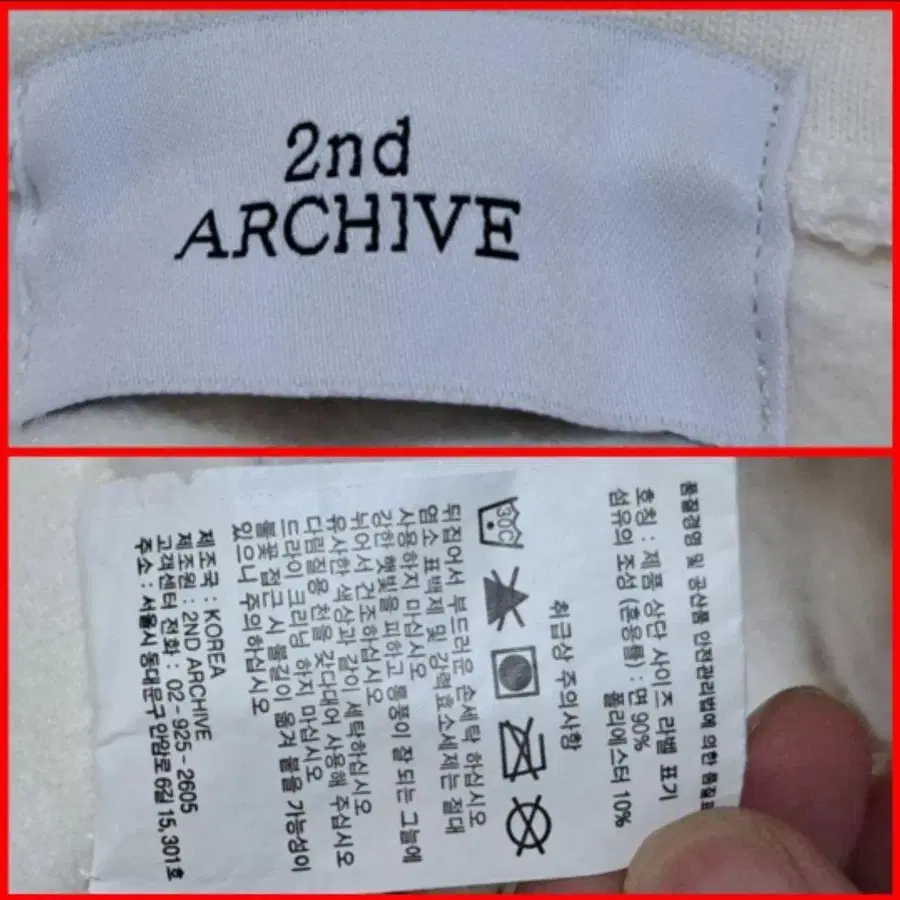 2nd
ARCHIVE
품질경영 및 공산품 안전관리법에 의한 품질표
호칭 : 제품 상단 사이즈 라벨 표기
섬유의 조성 (혼용률) : 면 90%
폴리에스터 10%
취급상 주의사항
30C
뒤집어서 부드러운 손세탁 하십시오
염소 표백제 및 강력효소세제는 절대
사용하지 마십시오
강한 햇빛을 피하고 통풍이 잘 되는 그늘에
뉘어서 건조하십시오
유사한 색상과 같이 세탁하십시오
다림질용 천을 갖다대어 사용해 주십시오
드라이 크리닝 하지 마십시오
불꽃 접근 시 불길이 옮겨 붙을 가능성이
있으니 주의하십시오
제조국 : KOREA
제조원 : 2ND ARCHIVE
고객센터 전화 : 02 - 925 - 2605
주소 : 서울시 동대문구 안암로6길 15, 301호